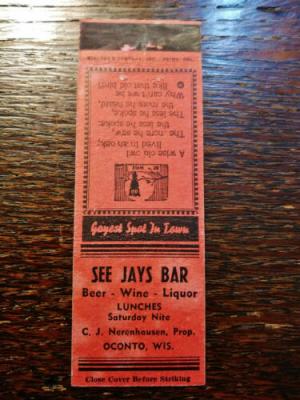 A wise old owl
lived in an oak;
The more he saw,
the less he spoke;
The less he spoke,
the more he heard,
Why can't we be
like that old bird?
Gayest Spot In Town
SEE JAYS BAR
Beer - Wine - Liquor
LUNCHES
Saturday Nite
C. J. Nerenhausen, Prop.
OCONTO, WIS.
Close Cover Before Striking